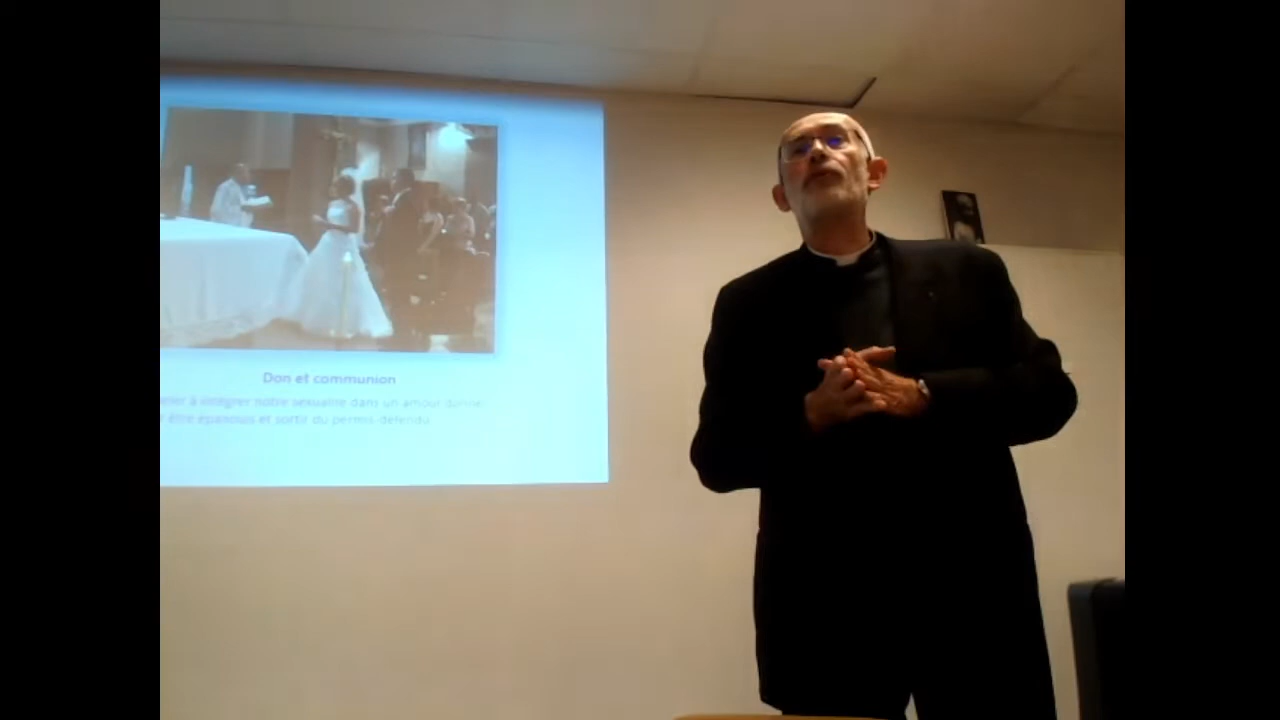 Don et communion
à intégrer notre sexualité dans un amour donné
être épanouis et sortir du permis-défendu